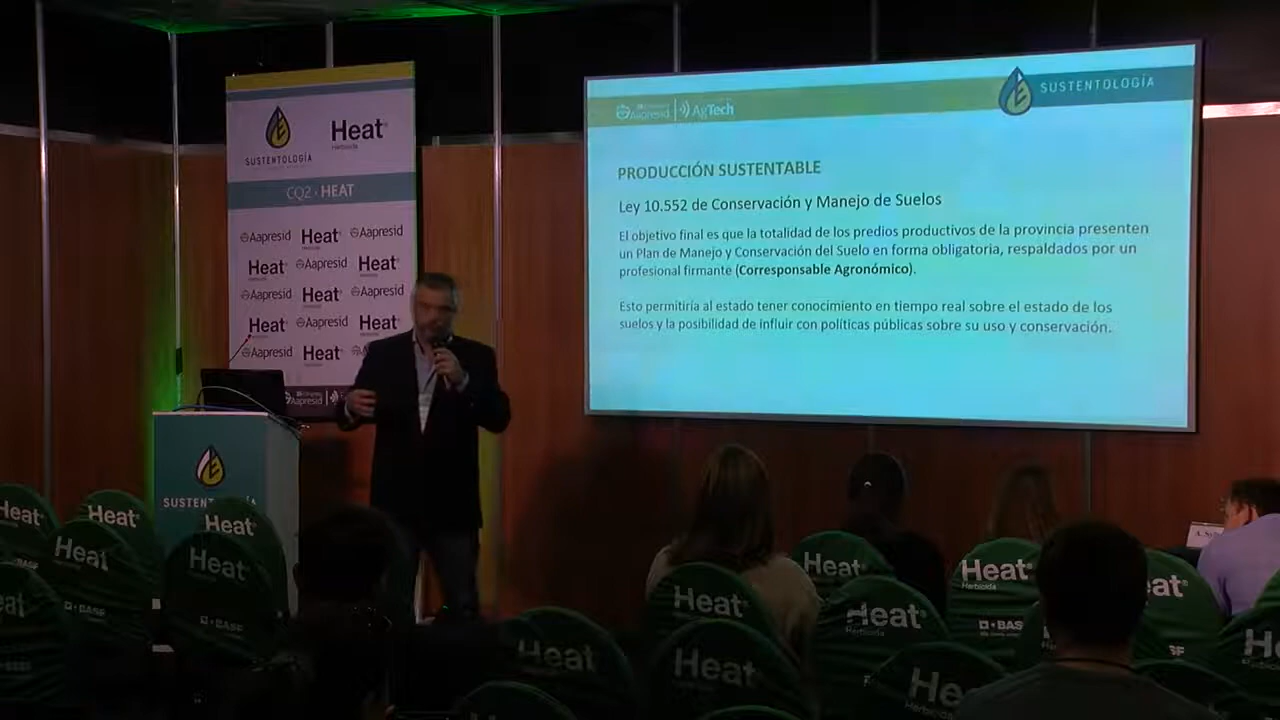 SUSTENTOLOGÍA
Heat
Herbicida
CQ2 - HEAT
Aapresid Heat Aapresid
Heat Aapresid Heat
Aapresid Heat Aapresid
Heat Aapresid Heat
Aapresid Heat
Aapresid
SUSTENTOLOGÍA
Aapresid AgTech
SUSTENTOLOGÍA
PRODUCCIÓN SUSTENTABLE
Ley 10.552 de Conservación y Manejo de Suelos
El objetivo final es que la totalidad de los predios productivos de la provincia presenten
un Plan de Manejo y Conservación del Suelo en forma obligatoria, respaldados por un
profesional firmante (Corresponsable Agronómico).
Esto permitiría al estado tener conocimiento en tiempo real sobre el estado de los
suelos y la posibilidad de influir con políticas públicas sobre su uso y conservación.
Heat
Heat
Heat
Heat
Heat
BASF
BASF
Heat
Heat
Herbicida
BASF
Heat
Heat
Herbicida
Heat
Heat